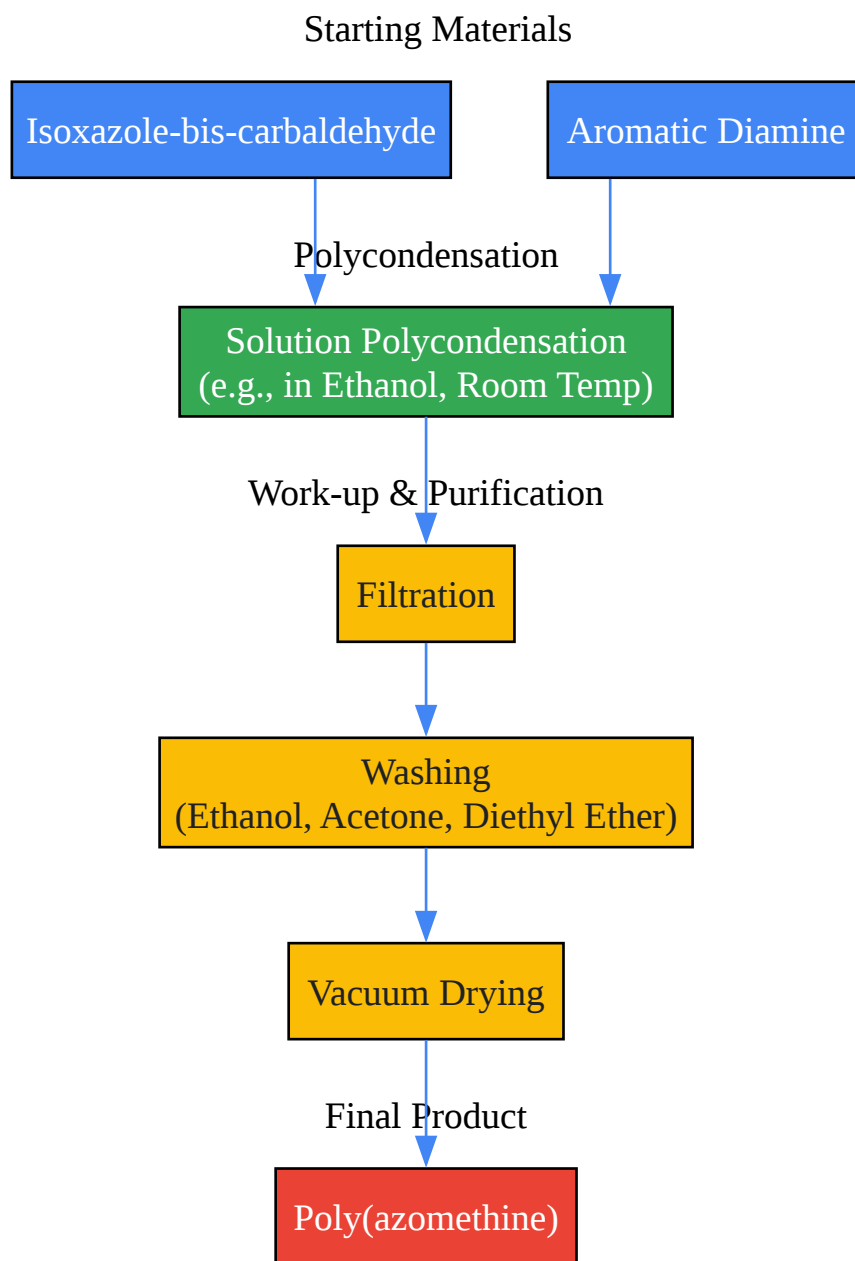 Starting Materials
Isoxazole-bis-carbaldehyde
Aromatic Diamine
Polycondensation
Solution Polycondensation
(e.g., in Ethanol, Room Temp)
Work-up & Purification
Filtration
Washing
(Ethanol, Acetone, Diethyl Ether)
Vacuum Drying
Final Product
Poly(azomethine)